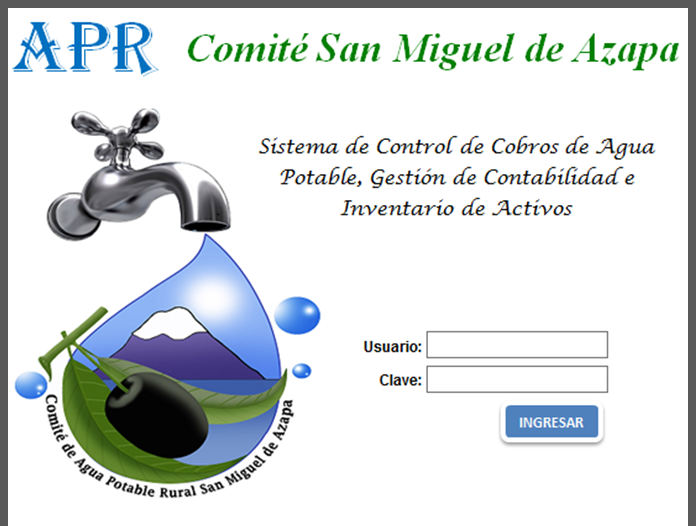 APR Comité San Miguel de Azapa
Sistema de Control de Cobros de Agua
Potable, Gestión de Contabilidad e
Inventario de Activos
Usuario:
Clave:
INGRESAR
Comité de Agua Potable Rural San Miguel de Azapa